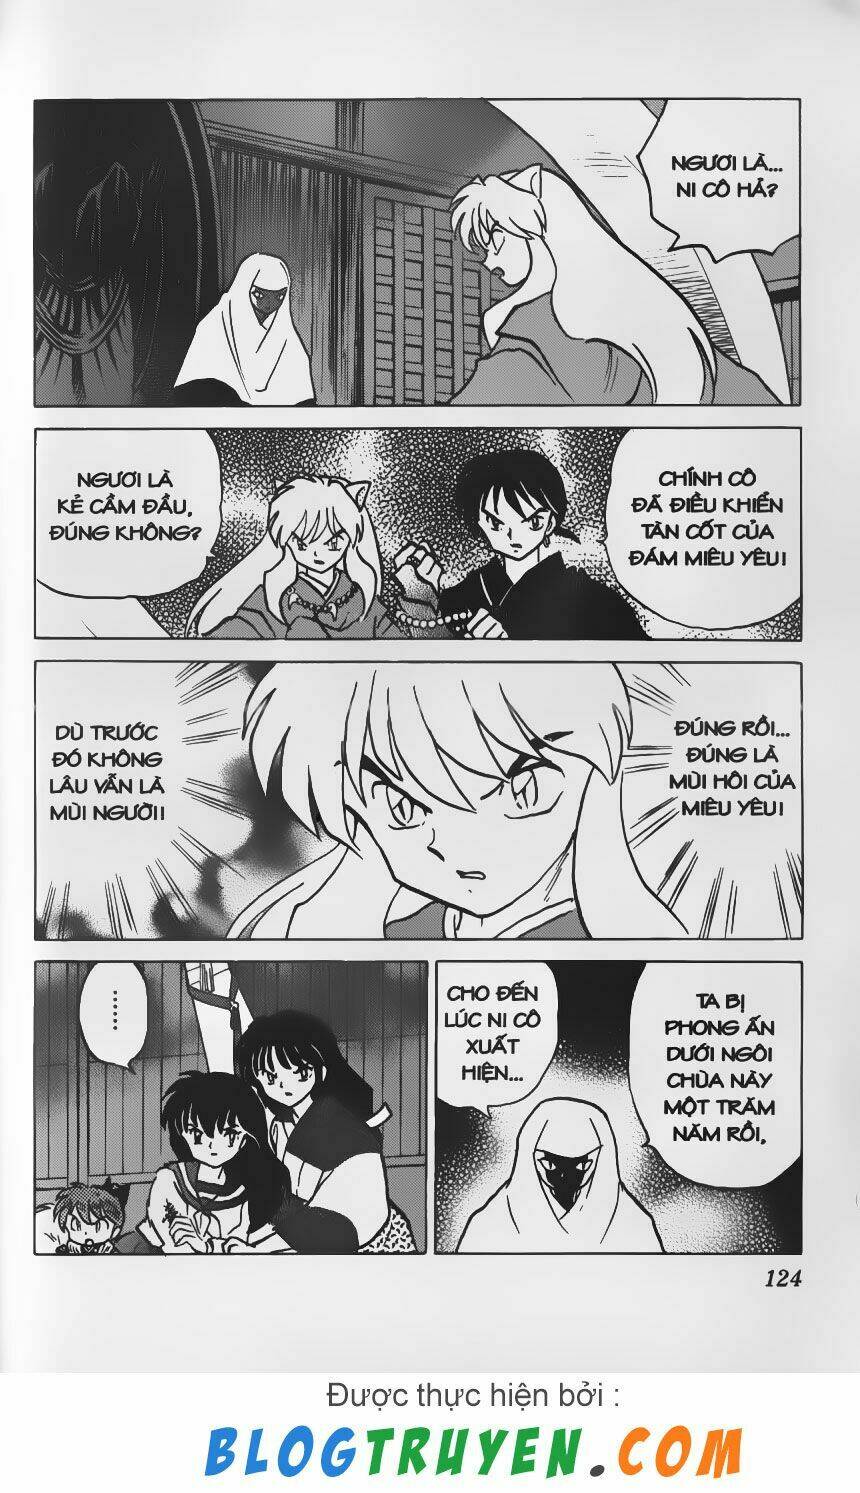 NGƯƠI LÀ...
NI CÔ HẢ?
CHÍNH CÔ
ĐÃ ĐIỀU KHIỂN
TÀN CỐT CỦA
ĐÁM MIÊU YÊU!
NGƯƠI LÀ
KẺ CẦM ĐẦU,
ĐÚNG KHÔNG?
ĐÚNG RỒI...
ĐÚNG LÀ
MÙI HÔI CỦA
MIÊU YÊU!
DÙ TRƯỚC
ĐÓ KHÔNG
LÂU VẪN LÀ
MÙI NGƯỜI!
TA BỊ
PHONG ẤN
DƯỚI NGÔI
CHÙA NÀY
MỘT TRĂM
NĂM RỒI,
CHO ĐẾN
LÚC NI CÔ
XUẤT
HIỆN...
......
124
Được thực hiện bởi :
BLOGTRUYEN.COM